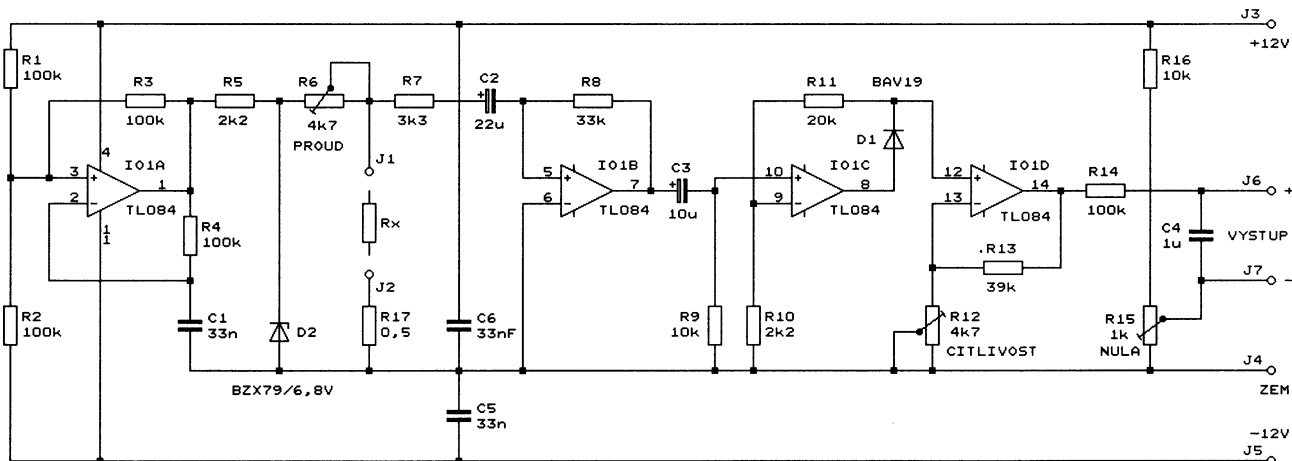 J3
+12V
R1
100k
R3
100k
R5
2k2
R6
4k7
PROUD
R7
3k3
C2
+
22u
R8
33k
R11
20k
BAV19
D1
R16
10k
J1
4
IO1A
3
+
2
−
1
TL084
1
1
R4
100k
Rx
J2
IO1B
5
+
6
−
7
TL084
C3
+
10u
IO1C
10
+
9
−
8
TL084
IO1D
12
+
13
−
14
TL084
R14
100k
J6
+
C4
1u
VYSTUP
J7
−
.R13
39k
R2
100k
C1
33n
D2
BZX79/6,8V
R17
0,5
C6
33nF
R9
10k
R10
2k2
R12
4k7
CITLIVOST
R15
1k
NULA
J4
ZEM
C5
33n
-12V
J5